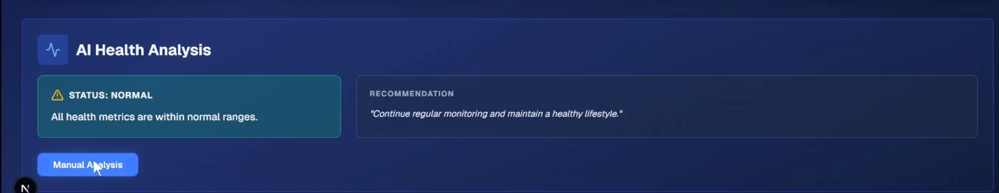 AI Health Analysis
STATUS: NORMAL
All health metrics are within normal ranges.
RECOMMENDATION
"Continue regular monitoring and maintain a healthy lifestyle."
Manual Analysis
N